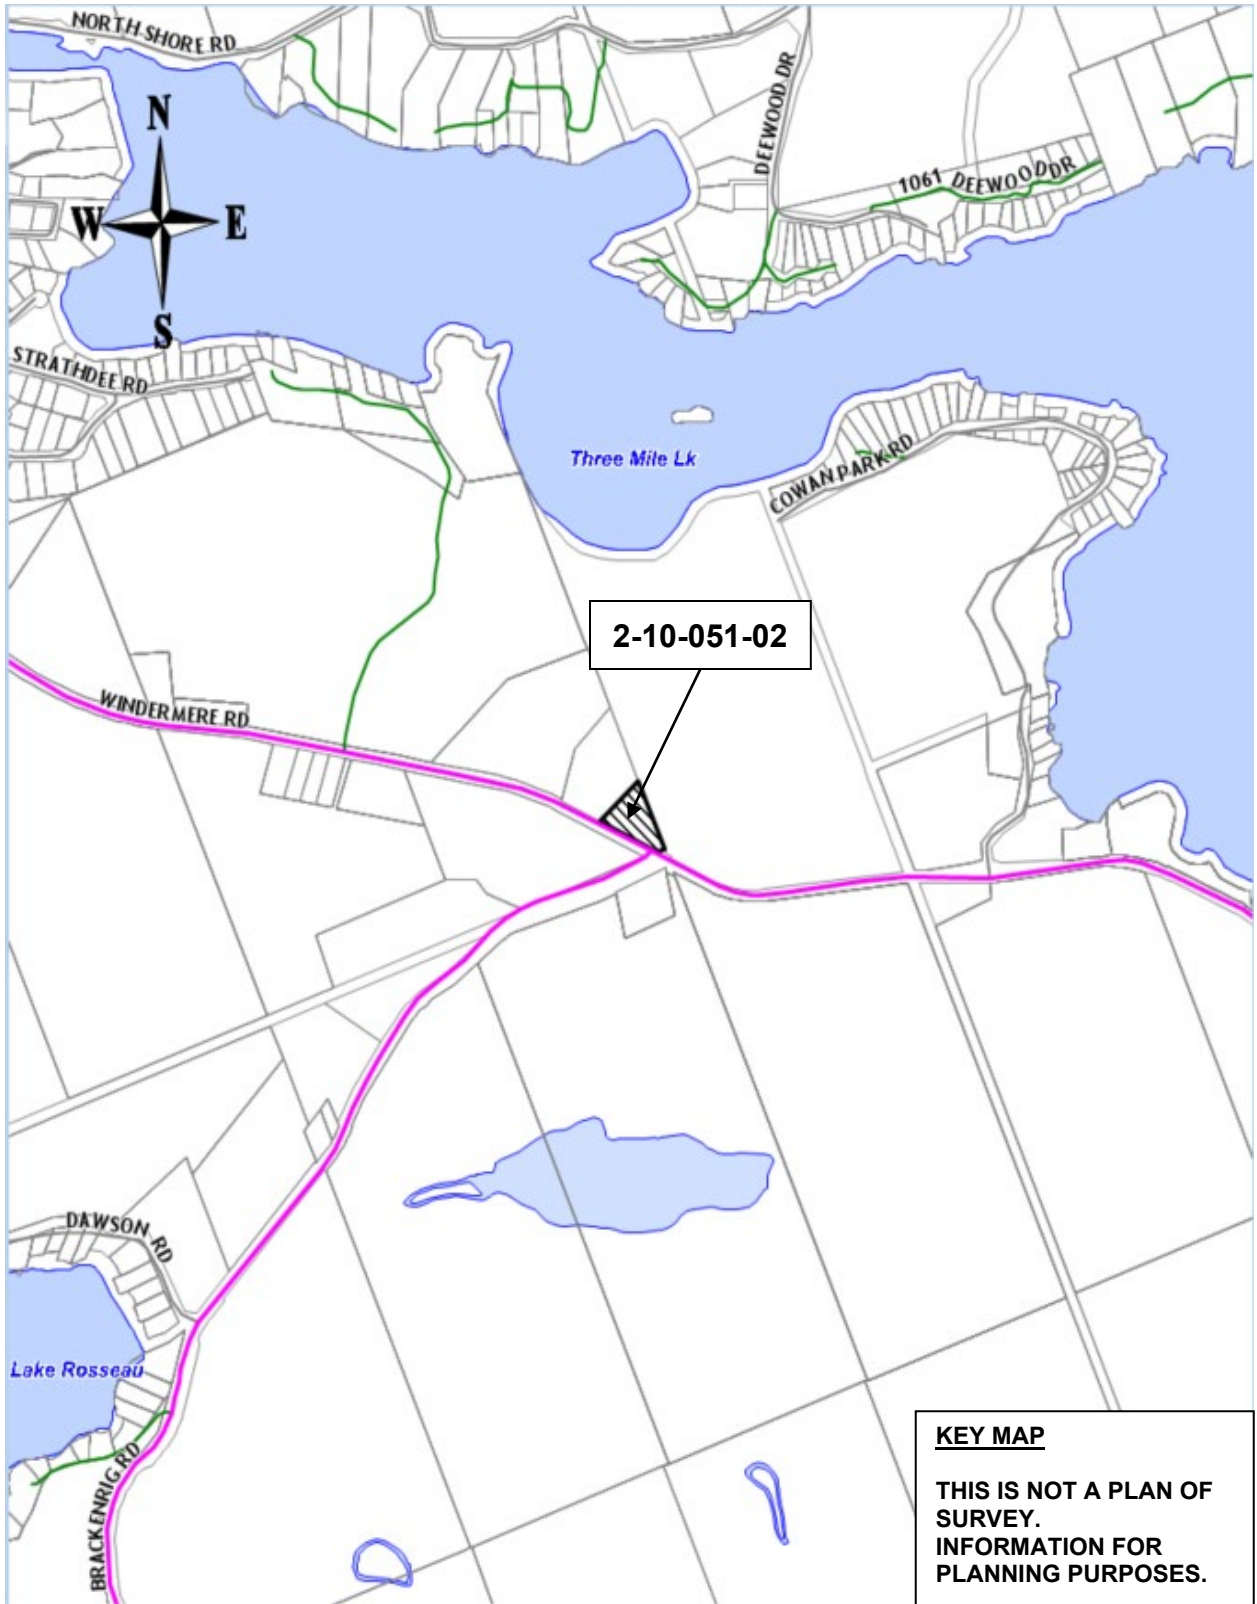 NORTH SHORE RD
N
DEEWOOD DR
1061 DEEWOOD DR
W
E
S
STRATHDEE RD
Three Mile Lk
COWAN PARK RD
2-10-051-02
WINDERMERE RD
DAWSON RD
Lake Rosseau
BRACKENRIG RD
KEY MAP
THIS IS NOT A PLAN OF
SURVEY.
INFORMATION FOR
PLANNING PURPOSES.